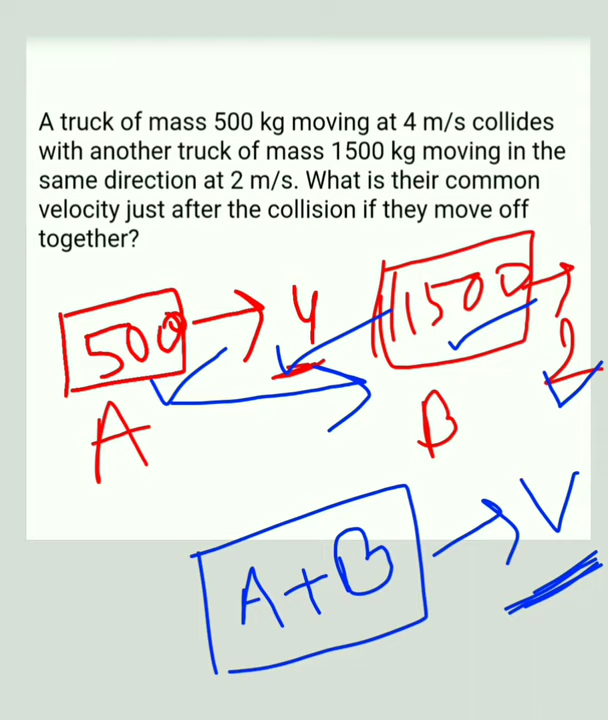 A truck of mass 500 kg moving at 4 m/s collides
with another truck of mass 1500 kg moving in the
same direction at 2 m/s. What is their common
velocity just after the collision if they move off
together?
500 4 1500 2
A B
A+B V